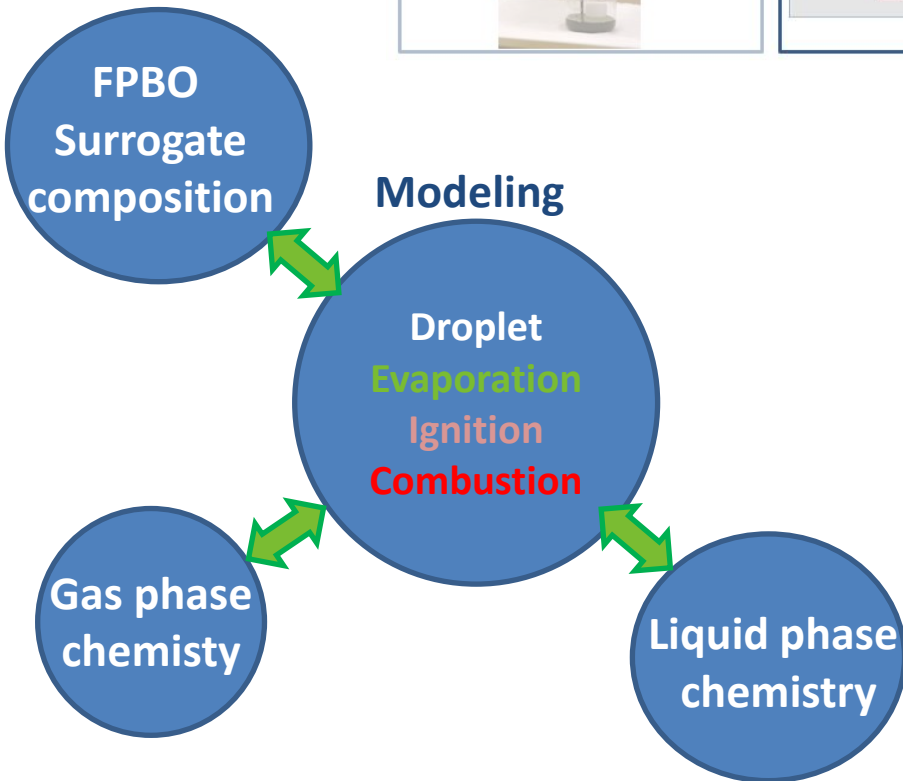 FPBO
Surrogate
composition
Modeling
Droplet
Evaporation
Ignition
Combustion
Gas phase
chemisty
Liquid phase
chemistry